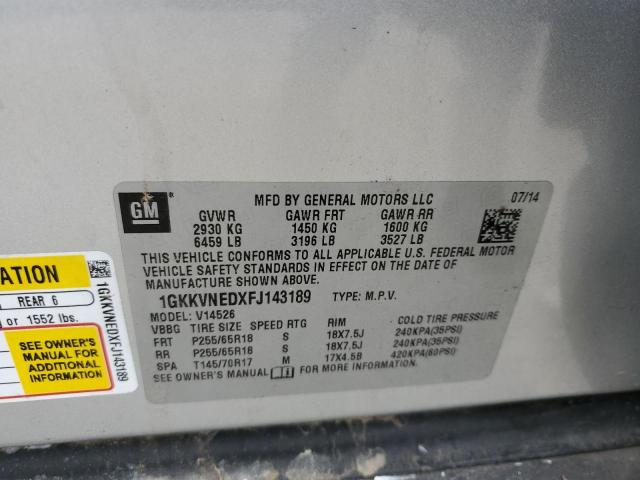 GM
MFD BY GENERAL MOTORS LLC 07/14
GVWR GAWR FRT GAWR RR
2930 KG 1450 KG 1600 KG
6459 LB 3196 LB 3527 LB
THIS VEHICLE CONFORMS TO ALL APPLICABLE U.S. FEDERAL MOTOR
VEHICLE SAFETY STANDARDS IN EFFECT ON THE DATE OF
MANUFACTURE SHOWN ABOVE.
1GKKVNEDXFJ143189 TYPE: M.P.V.
MODEL: V14526
VBBG TIRE SIZE SPEED RTG RIM COLD TIRE PRESSURE
FRT P255/65R18 S 18X7.5J 240KPA(35PSI)
RR P255/65R18 S 18X7.5J 240KPA(35PSI)
SPA T145/70R17 M 17X4.5B 420KPA(60PSI)
SEE OWNER'S MANUAL FOR MORE INFORMATION.
ATION
REAR 6
or 1552 lbs.
SEE OWNER'S
MANUAL FOR
ADDITIONAL
INFORMATION
1GKKVNEDXFJ143189